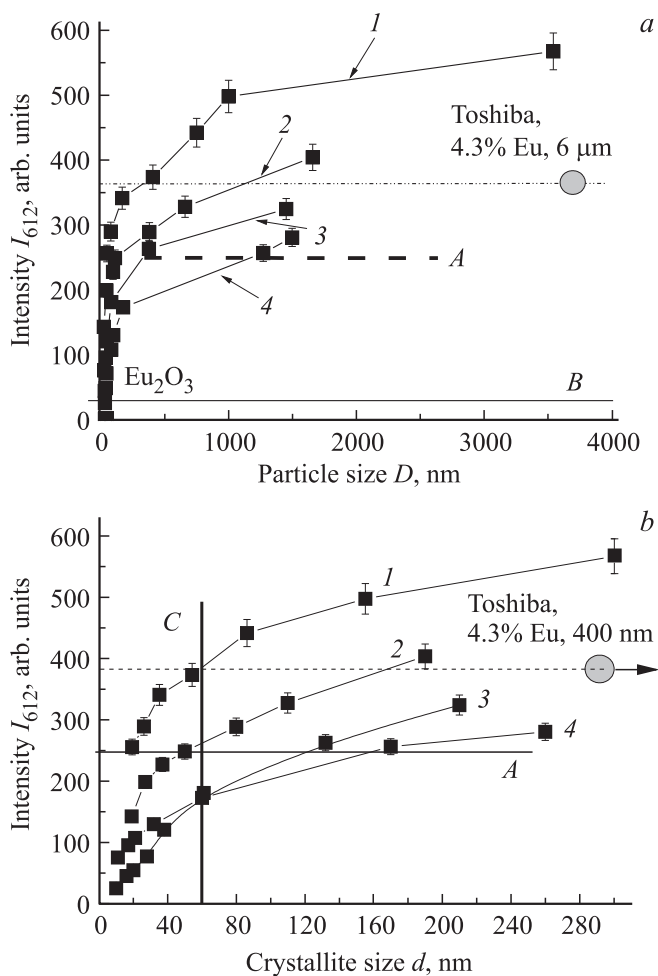 a
600
500
400
300
200
100
0
Intensity I612, arb. units
1
2
3
4
Toshiba,
4.3% Eu, 6 μm
A
Eu2O3
B
0 1000 2000 3000 4000
Particle size D, nm
b
600
500
400
300
200
100
0
Intensity I612, arb. units
C
1
2
3
4
Toshiba,
4.3% Eu, 400 nm
A
0 40 80 120 160 200 240 280
Crystallite size d, nm